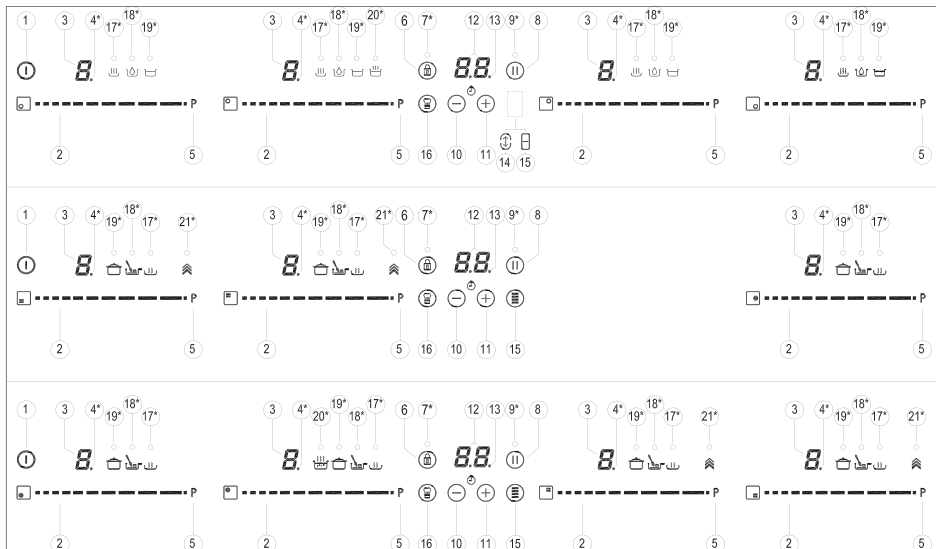 18* 18* 20* 18* 18*
1 3 4* 17* 19* 3 4* 17* 19* 6 7* 12 13 9* 8 3 4* 17* 19* 3 4* 17* 19*
8. 8. 8.8. 8. 8.
P P P P
2 5 2 5 16 10 11 14 15 2 5 2 5
18* 18* 18*
1 3 4* 19* 17* 21* 3 4* 19* 17* 21* 6 7* 12 13 9* 8 3 4* 19* 17*
8. 8. 8.8. 8.
P P P
2 5 2 5 16 10 11 15 2 5
18* 19* 17* 18* 18*
1 3 4* 19* 17* 3 4* 20* 18* 6 7* 12 13 9* 8 3 4* 19* 17* 21* 3 4* 19* 17* 21*
8. 8. 8.8. 8. 8.
P P P P
2 5 2 5 16 10 11 15 2 5 2 5